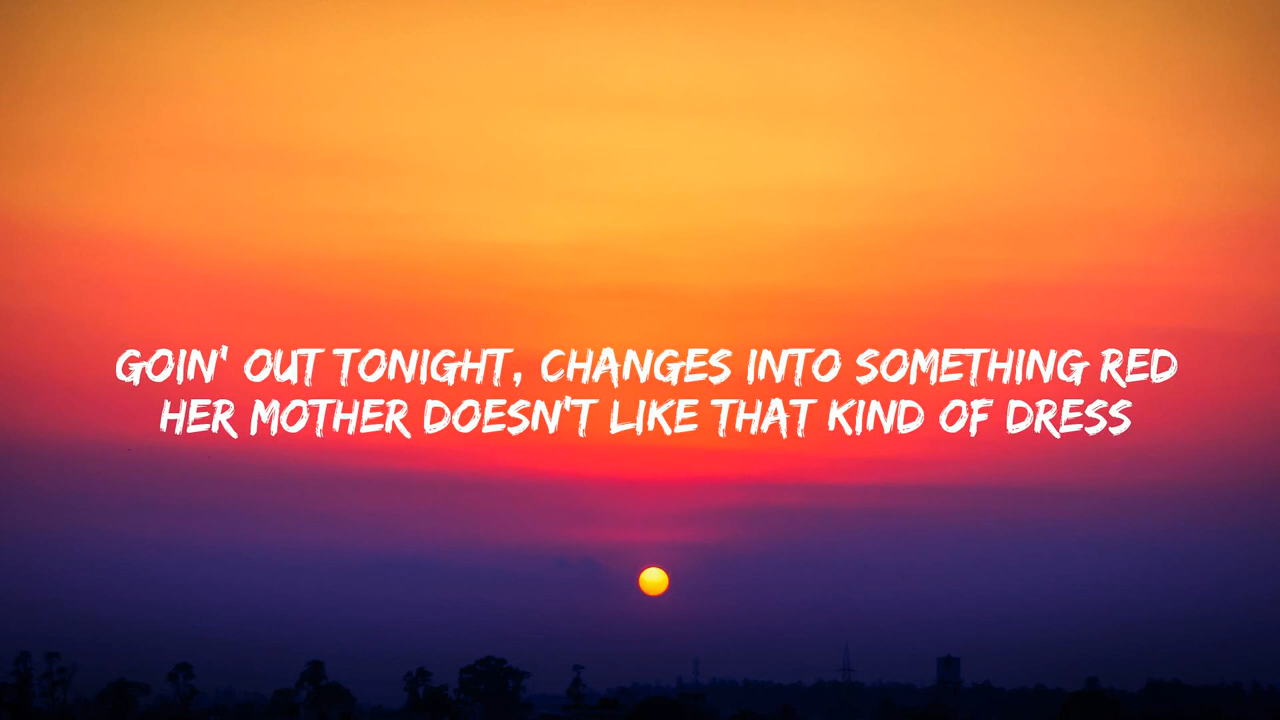 GOIN' OUT TONIGHT, CHANGES INTO SOMETHING RED
HER MOTHER DOESN'T LIKE THAT KIND OF DRESS